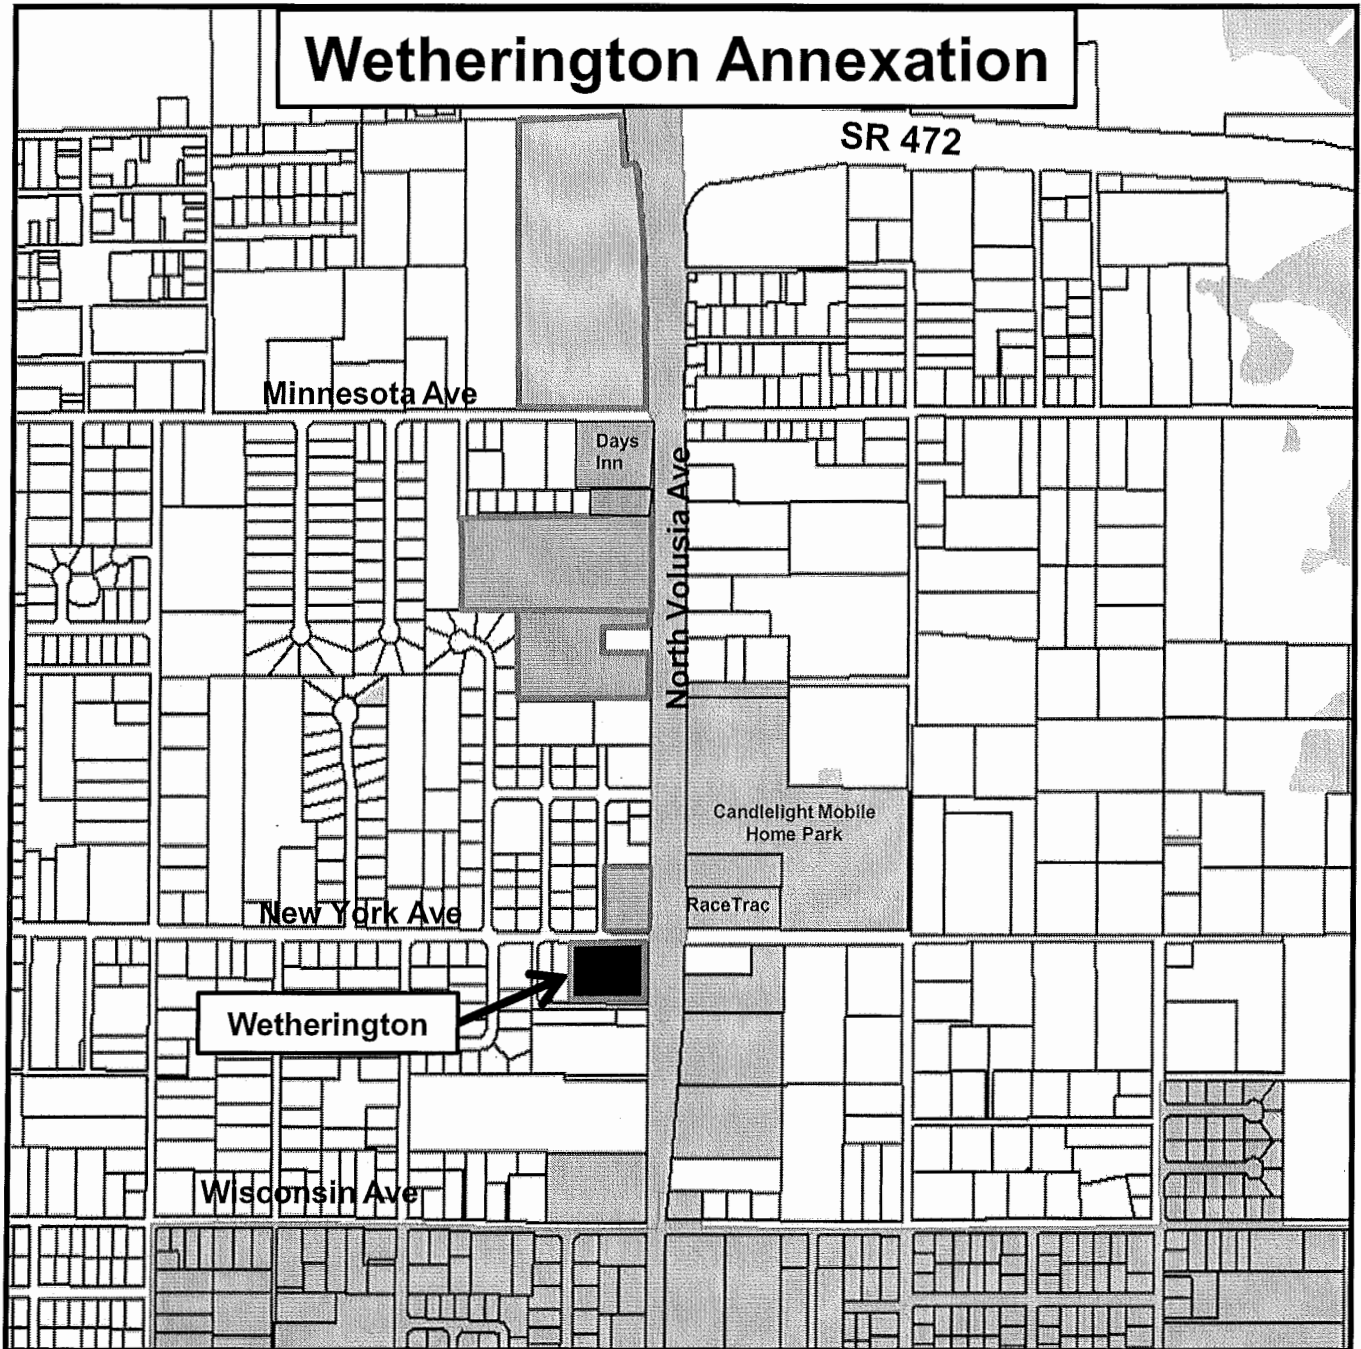 Wetherington Annexation
SR 472
Minnesota Ave
Days
Inn
North Volusia Ave
Candlelight Mobile
Home Park
RaceTrac
New York Ave
Wetherington
Wisconsin Ave